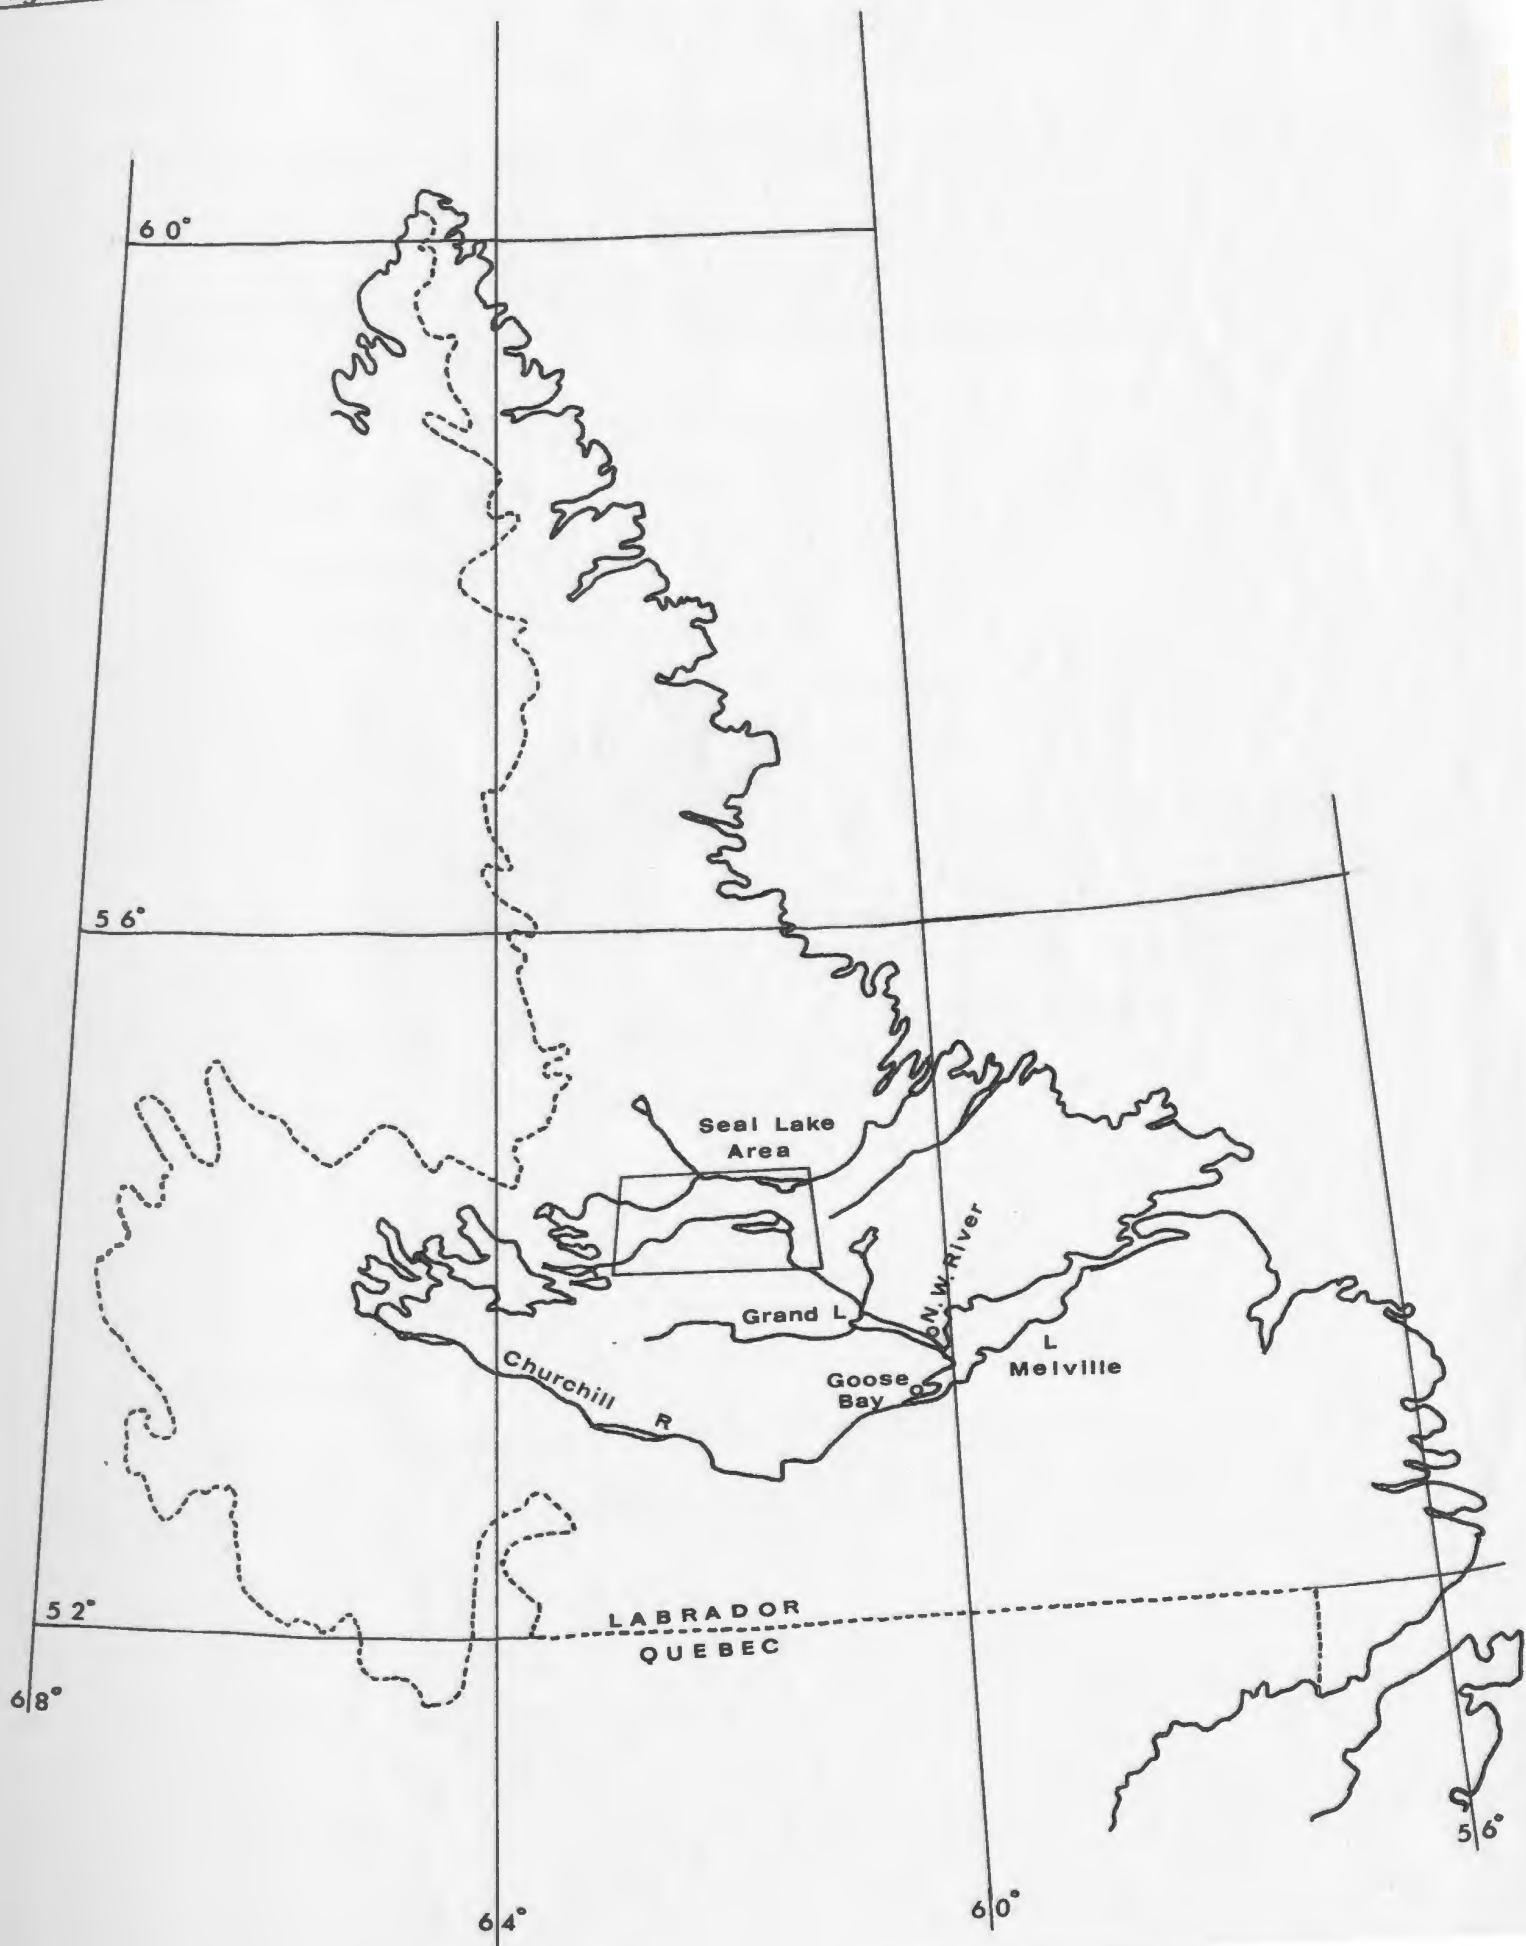 60°
56°
Seal Lake
Area
N. W. River
Grand L
L
Melville
Churchill R
Goose
Bay
52°
LABRADOR
QUEBEC
68°
64°
60°
56°